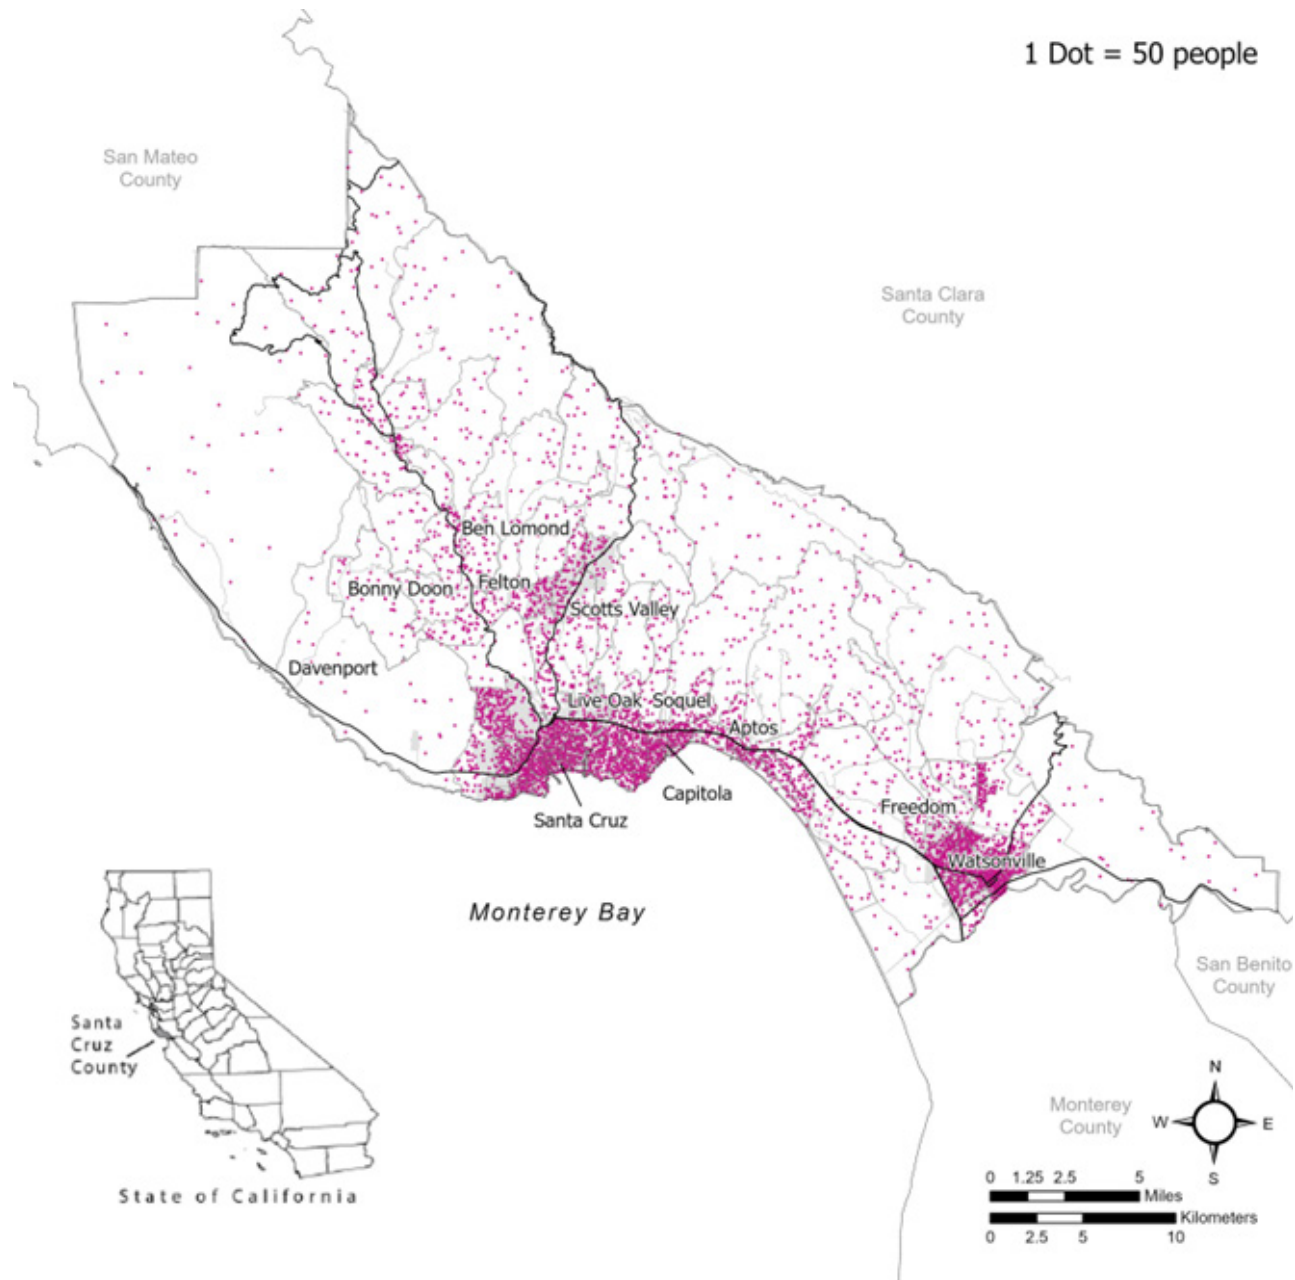 1 Dot = 50 people
San Mateo
County
Santa Clara
County
Ben Lomond
Bonny Doon
Felton
Scotts Valley
Davenport
Live Oak
Soquel
Aptos
Capitola
Santa Cruz
Freedom
Watsonville
Monterey Bay
San Benito
County
Santa
Cruz
County
State of California
Monterey
County
N
W
E
S
0 1.25 2.5 5
Miles
Kilometers
0 2.5 5 10